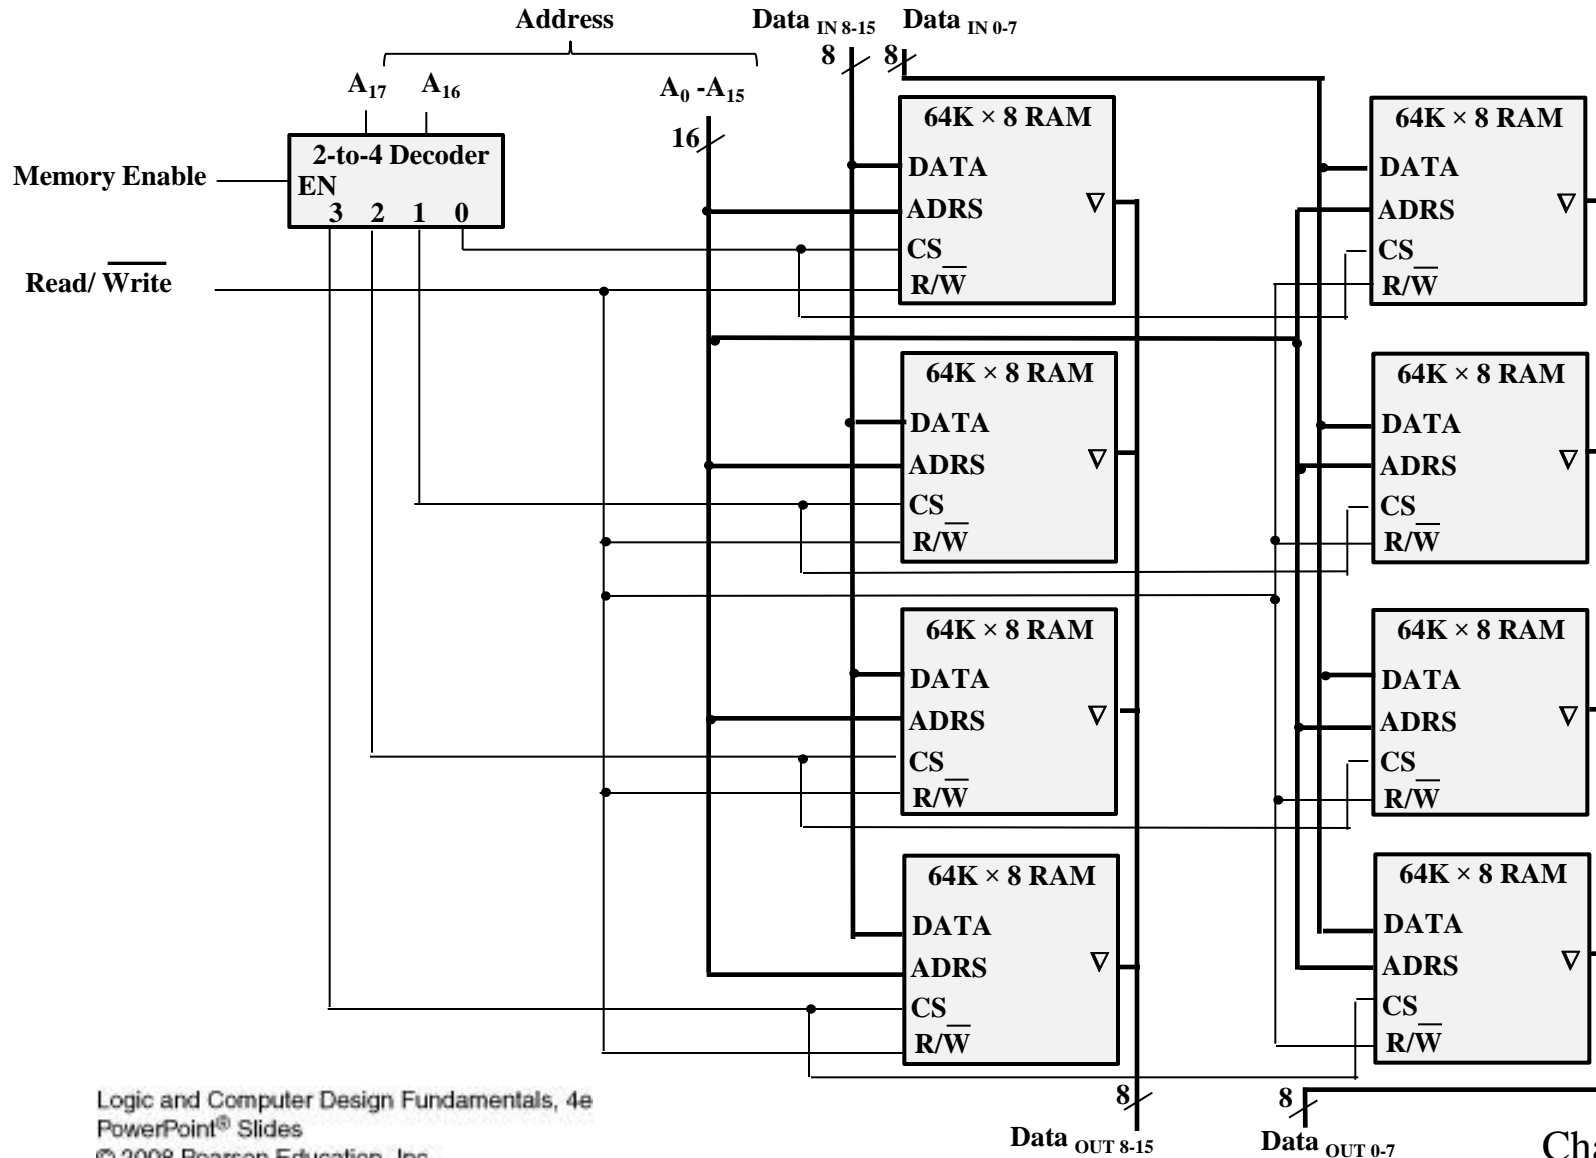 Address
Data IN 8-15
Data IN 0-7
8
8
A17
A16
A0 -A15
16
2-to-4 Decoder
EN
3 2 1 0
Memory Enable
Read/ W̅r̅i̅t̅e̅
64K × 8 RAM
DATA
ADRS
CS
R/W̅
64K × 8 RAM
DATA
ADRS
CS
R/W̅
64K × 8 RAM
DATA
ADRS
CS
R/W̅
64K × 8 RAM
DATA
ADRS
CS
R/W̅
64K × 8 RAM
DATA
ADRS
CS
R/W̅
64K × 8 RAM
DATA
ADRS
CS
R/W̅
64K × 8 RAM
DATA
ADRS
CS
R/W̅
64K × 8 RAM
DATA
ADRS
CS
R/W̅
8
Data OUT 8-15
8
Data OUT 0-7
Logic and Computer Design Fundamentals, 4e
PowerPoint® Slides
© 2008 Pearson Education, Inc.